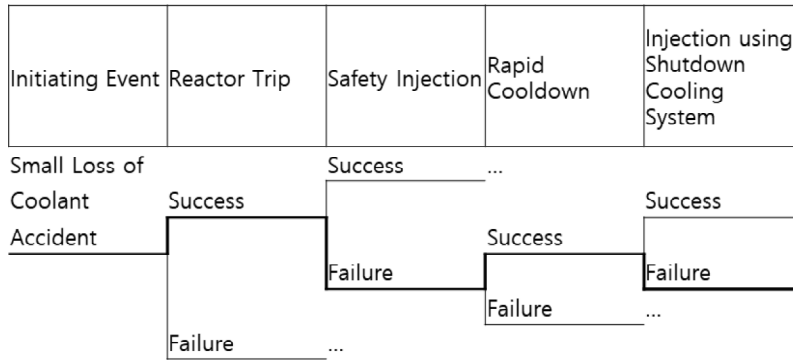 Initiating Event
Reactor Trip
Safety Injection
Rapid
Cooldown
Injection using
Shutdown
Cooling
System
Small Loss of
Coolant
Accident
Success
Failure
...
Success
...
Failure
Success
Failure
...
Success
Failure